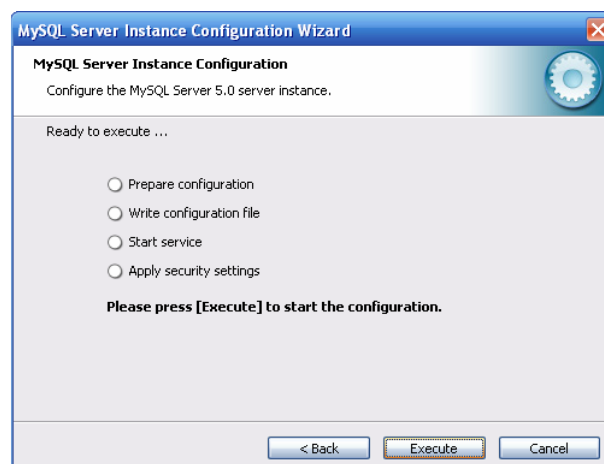 MySQL Server Instance Configuration Wizard
MySQL Server Instance Configuration
Configure the MySQL Server 5.0 server instance.
Ready to execute ...
Prepare configuration
Write configuration file
Start service
Apply security settings
Please press [Execute] to start the configuration.
< Back Execute Cancel